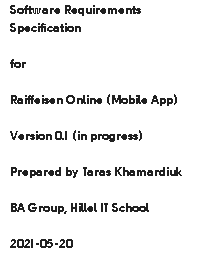 Software Requirements
Specification
for
Raiffeisen Online (Mobile App)
Version 0.1 (in progress)
Prepared by Taras Khamardiuk
BA Group, Hillel IT School
2021-05-20